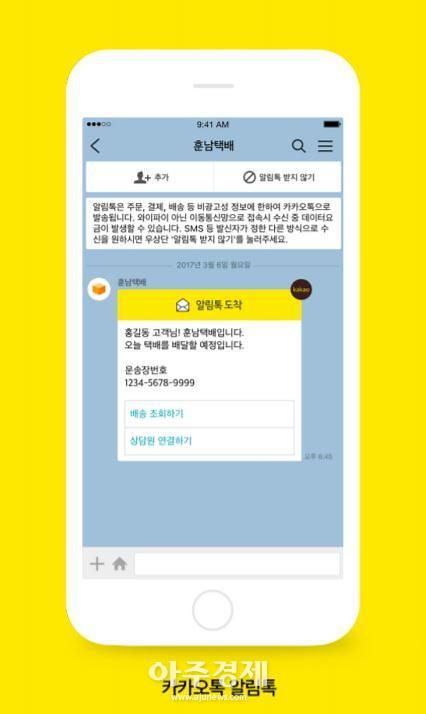 9:41 AM
훈남택배
추가
알림톡 받지 않기
알림톡은 주문, 결제, 배송 등 비광고성 정보에 한하여 카카오톡으로
발송됩니다. 와이파이 아닌 이동통신망으로 접속시 수신 중 데이터요
금이 발생할 수 있습니다. SMS 등 발신자가 정한 다른 방식으로 수
신을 원하시면 우상단 '알림톡 받지 않기'를 눌러주세요.
2017년 3월 6일 월요일
훈남택배
kakao
알림톡 도착
홍길동 고객님! 훈남택배입니다.
오늘 택배를 배달할 예정입니다.
운송장번호
1234-5678-9999
배송 조회하기
상담원 연결하기
오후 6:45
아주경제
카카오톡 알림톡
www.ajunews.com